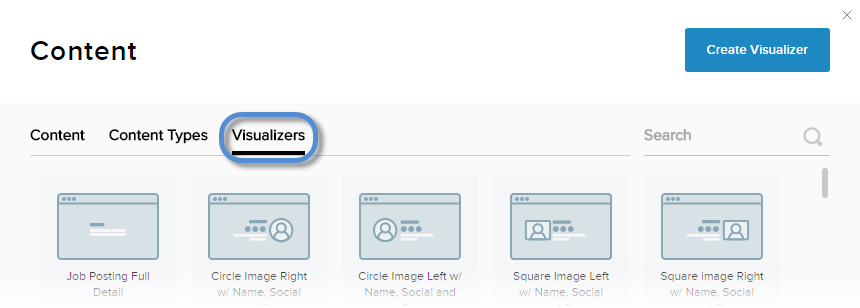 Content
Create Visualizer
Content Content Types Visualizers Search
Job Posting Full
Detail
Circle Image Right
w/ Name, Social
Circle Image Left w/
Name, Social and
Square Image Left
w/ Name, Social
Square image Right
w/ Name, Social